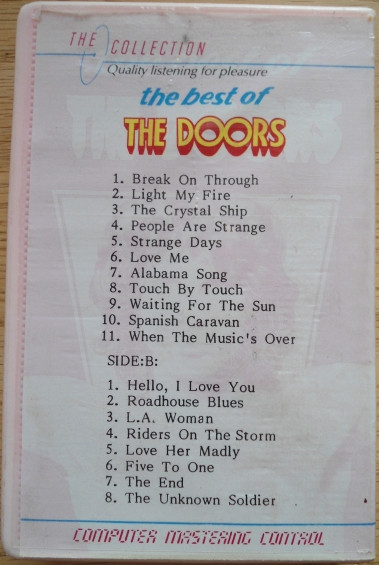 THE COLLECTION
Quality listening for pleasure
the best of
THE DOORS
1. Break On Through
2. Light My Fire
3. The Crystal Ship
4. People Are Strange
5. Strange Days
6. Love Me
7. Alabama Song
8. Touch By Touch
9. Waiting For The Sun
10. Spanish Caravan
11. When The Music's Over
SIDE:B:
1. Hello, I Love You
2. Roadhouse Blues
3. L.A. Woman
4. Riders On The Storm
5. Love Her Madly
6. Five To One
7. The End
8. The Unknown Soldier
COMPUTER MASTERING CONTROL